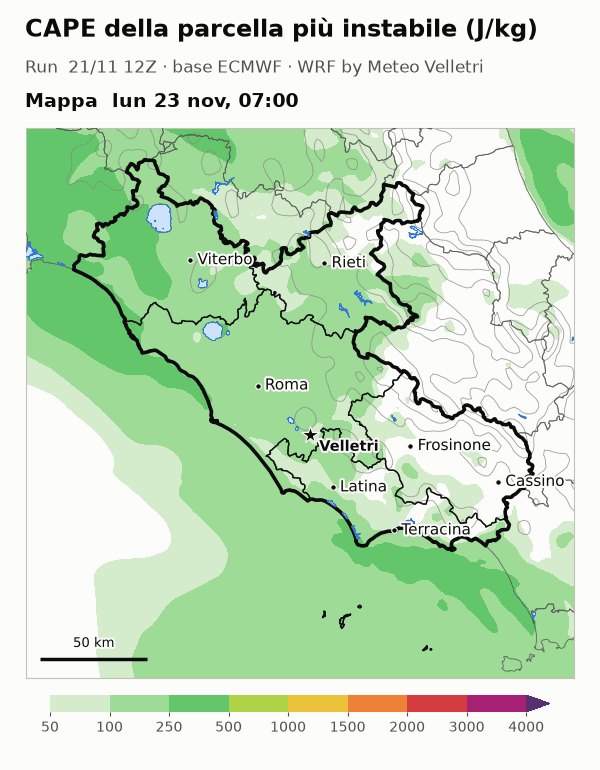 CAPE della parcella più instabile (J/kg)
Run  21/11 12Z · base ECMWF · WRF by Meteo Velletri
Mappa  lun 23 nov, 07:00
Viterbo
Rieti
Roma
Velletri
Frosinone
Latina
Cassino
Terracina
50 km
50 100 250 500 1000 1500 2000 3000 4000